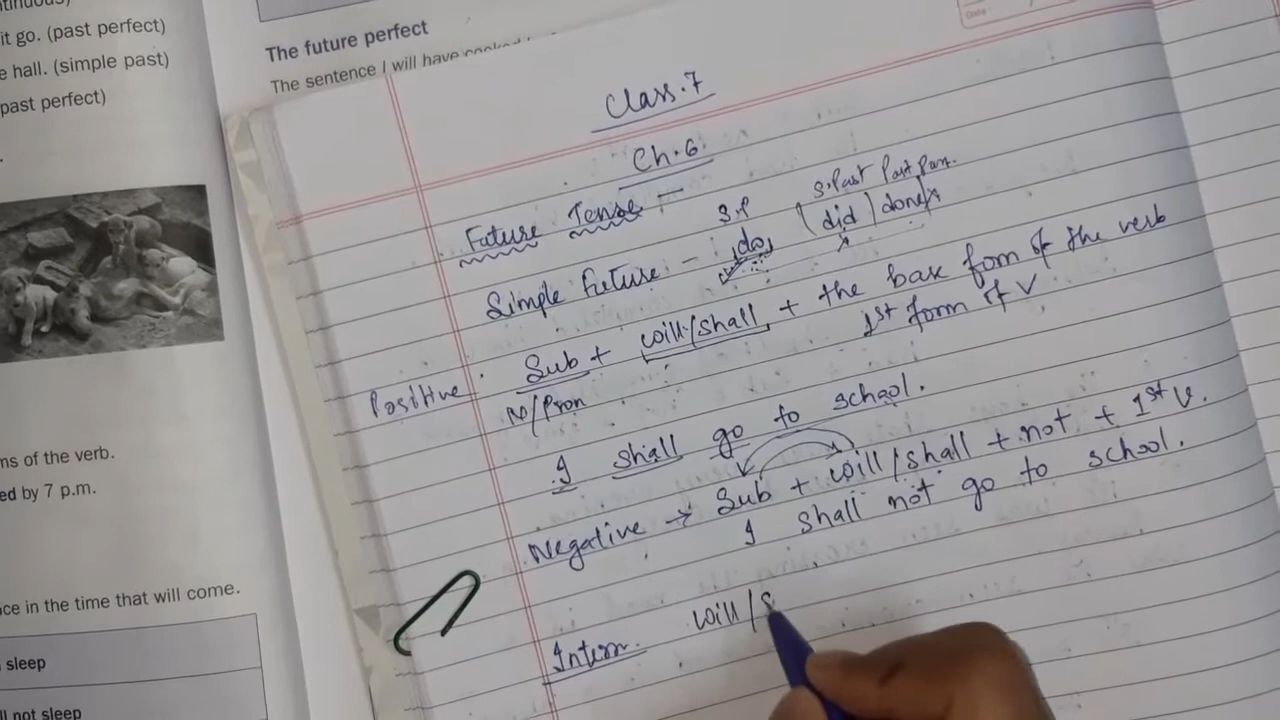 tinuous)
it go. (past perfect)
e hall. (simple past)
past perfect)
ns of the verb.
ed by 7 p.m.
ce in the time that will come.
sleep
ll not sleep
The future perfect
The sentence I will have cooked
Date
Class.7
Ch.6
Future Tense –
S.P
S.Past Past Par.
Simple Future – do, (did) done
Positive: Sub + will/shall + the base form of the verb
N/Pron
1st form of V
I shall go to school.
Negative → Sub + will/shall + not + 1st V.
I shall not go to school.
Interr. will/s